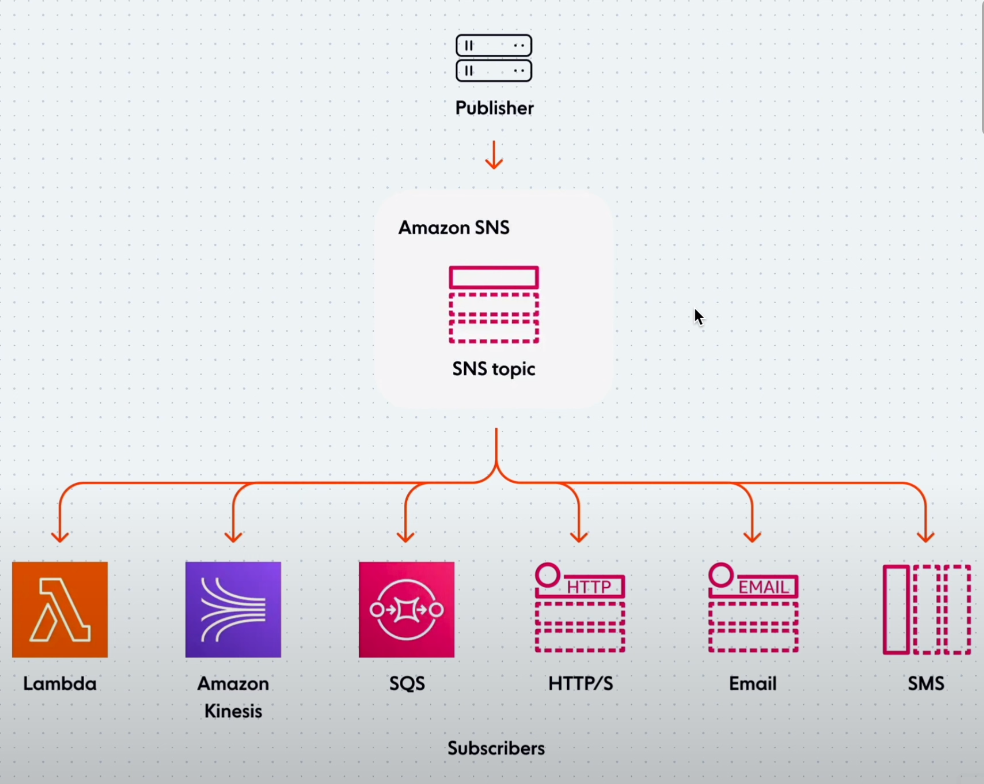 Publisher
Amazon SNS
SNS topic
HTTP
EMAIL
Lambda
Amazon
Kinesis
SQS
HTTP/S
Email
SMS
Subscribers